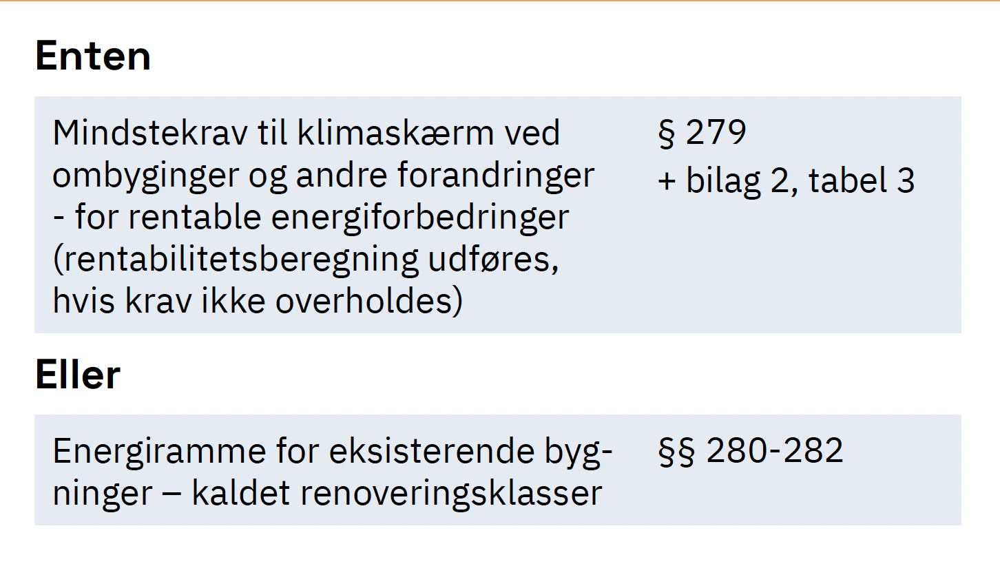 Enten
Mindstekrav til klimaskærm ved
ombyginger og andre forandringer
- for rentable energiforbedringer
(rentabilitetsberegning udføres,
hvis krav ikke overholdes)
§ 279
+ bilag 2, tabel 3
Eller
Energiramme for eksisterende byg-
ninger – kaldet renoveringsklasser
§§ 280-282